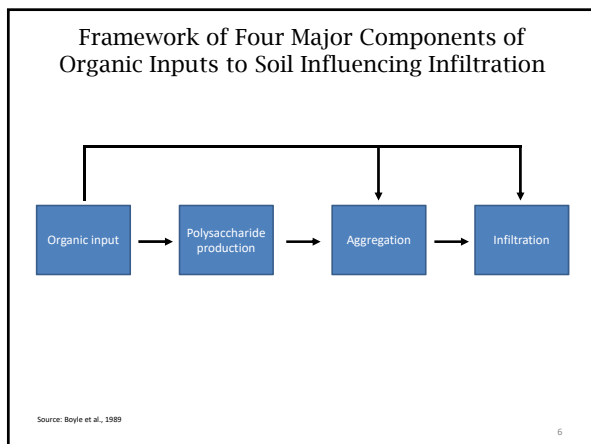 Framework of Four Major Components of
Organic Inputs to Soil Influencing Infiltration
Organic input
Polysaccharide
production
Aggregation
Infiltration
Source: Boyle et al., 1989
6